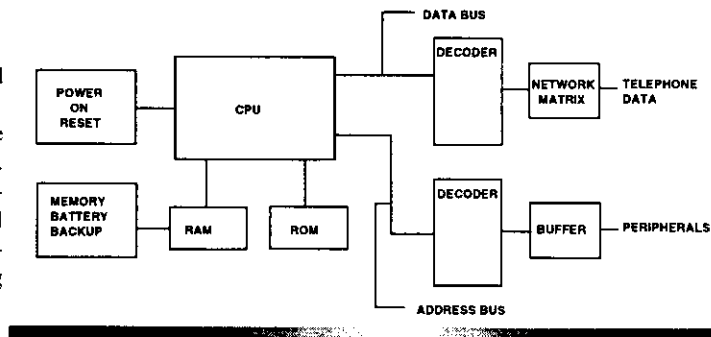 DATA BUS
DECODER
POWER
ON
RESET
CPU
NETWORK
MATRIX
TELEPHONE
DATA
MEMORY
BATTERY
BACKUP
RAM
ROM
DECODER
BUFFER
PERIPHERALS
ADDRESS BUS